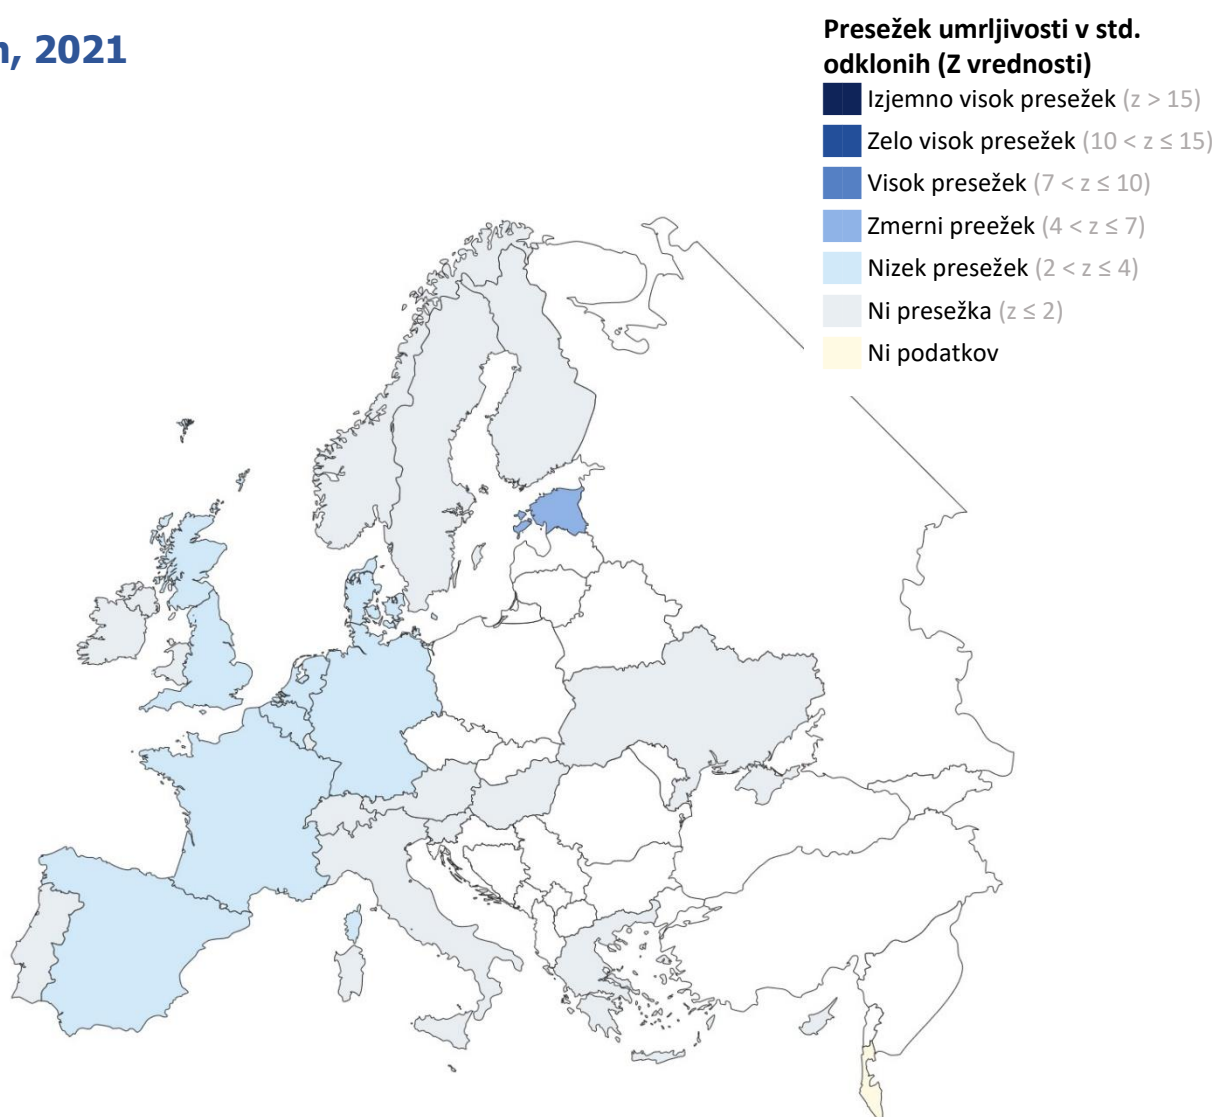 n, 2021
Presežek umrljivosti v std.
odklonih (Z vrednosti)
Izjemno visok presežek (z > 15)
Zelo visok presežek (10 < z ≤ 15)
Visok presežek (7 < z ≤ 10)
Zmerni preežek (4 < z ≤ 7)
Nizek presežek (2 < z ≤ 4)
Ni presežka (z ≤ 2)
Ni podatkov